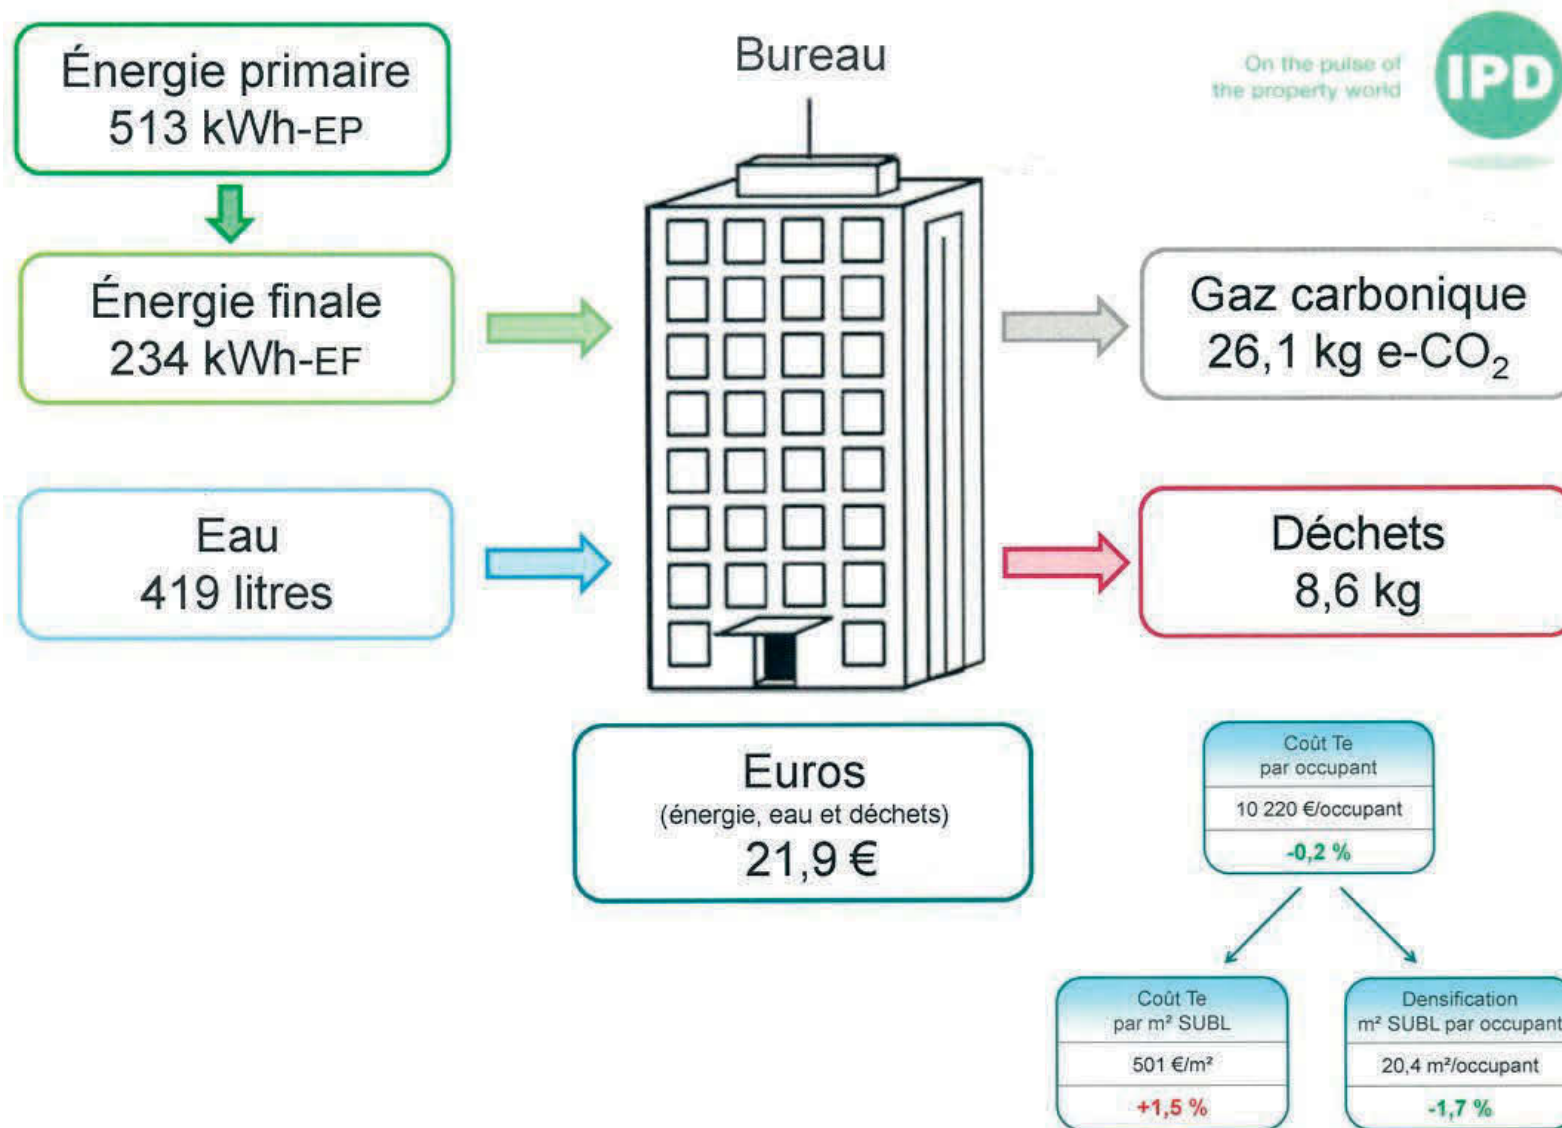 Énergie primaire
513 kWh-EP
Bureau
On the pulse of
the property world
IPD
Énergie finale
234 kWh-EF
Gaz carbonique
26,1 kg e-CO₂
Eau
419 litres
Déchets
8,6 kg
Euros
(énergie, eau et déchets)
21,9 €
Coût Te
par occupant
10 220 €/occupant
-0,2 %
Coût Te
par m² SUBL
501 €/m²
+1,5 %
Densification
m² SUBL par occupant
20,4 m²/occupant
-1,7 %